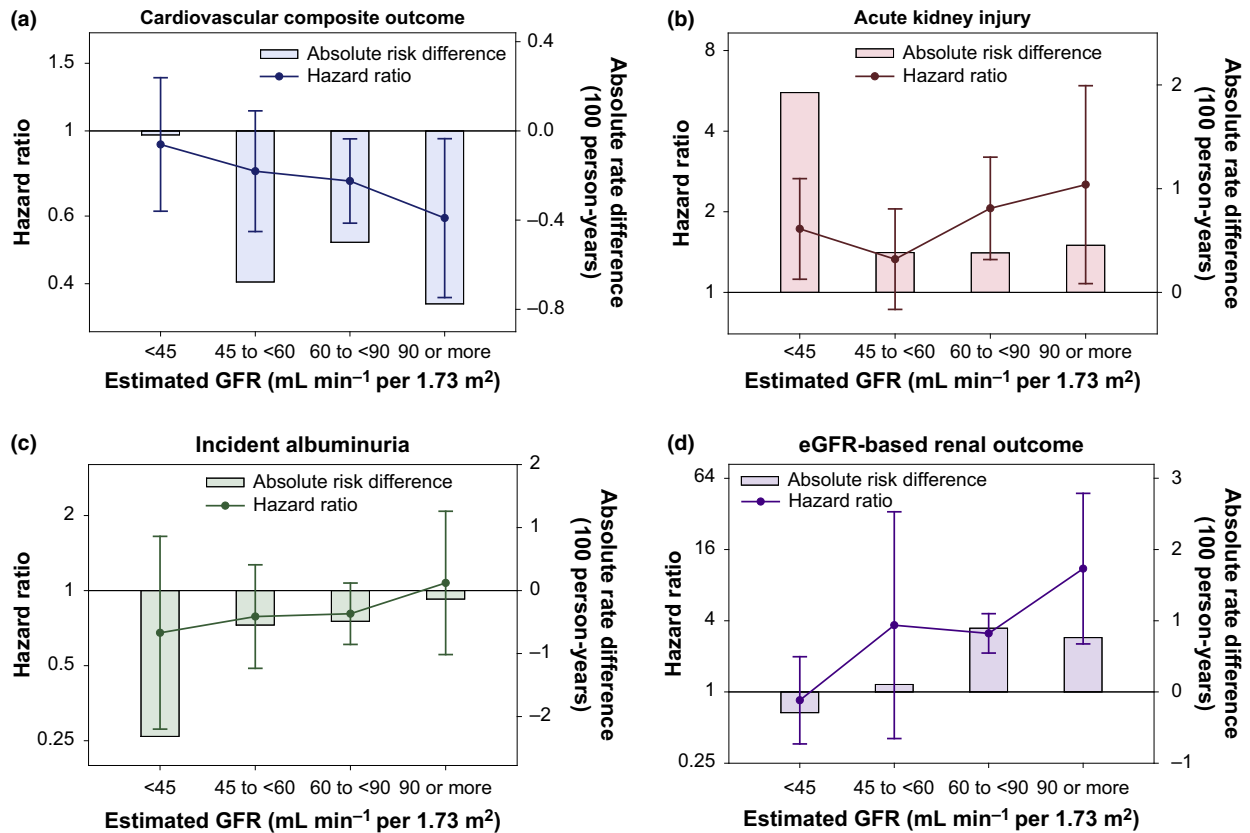 (a)
Cardiovascular composite outcome
Absolute risk difference
Hazard ratio
1.5
1
0.6
0.4
Hazard ratio
0.4
0.0
−0.4
−0.8
Absolute rate difference
(100 person-years)
<45
45 to <60
60 to <90
90 or more
Estimated GFR (mL min−1 per 1.73 m2)
(b)
Acute kidney injury
Absolute risk difference
Hazard ratio
8
4
2
1
Hazard ratio
2
1
0
Absolute rate difference
(100 person-years)
<45
45 to <60
60 to <90
90 or more
Estimated GFR (mL min−1 per 1.73 m2)
(c)
Incident albuminuria
Absolute risk difference
Hazard ratio
2
1
0.5
0.25
Hazard ratio
2
1
0
−1
−2
Absolute rate difference
(100 person-years)
<45
45 to <60
60 to <90
90 or more
Estimated GFR (mL min−1 per 1.73 m2)
(d)
eGFR-based renal outcome
Absolute risk difference
Hazard ratio
64
16
4
1
0.25
Hazard ratio
3
2
1
0
−1
Absolute rate difference
(100 person-years)
<45
45 to <60
60 to <90
90 or more
Estimated GFR (mL min−1 per 1.73 m2)